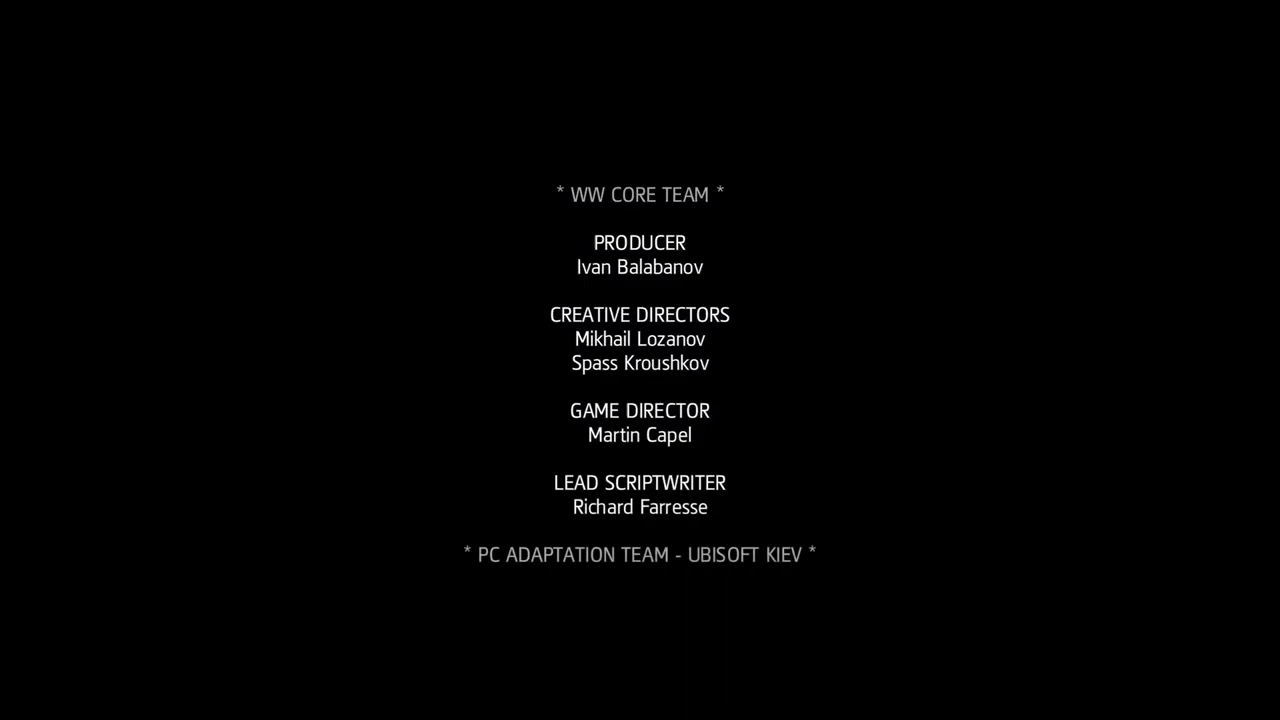 * WW CORE TEAM *
PRODUCER
Ivan Balabanov
CREATIVE DIRECTORS
Mikhail Lozanov
Spass Kroushkov
GAME DIRECTOR
Martin Capel
LEAD SCRIPTWRITER
Richard Farresse
* PC ADAPTATION TEAM - UBISOFT KIEV *